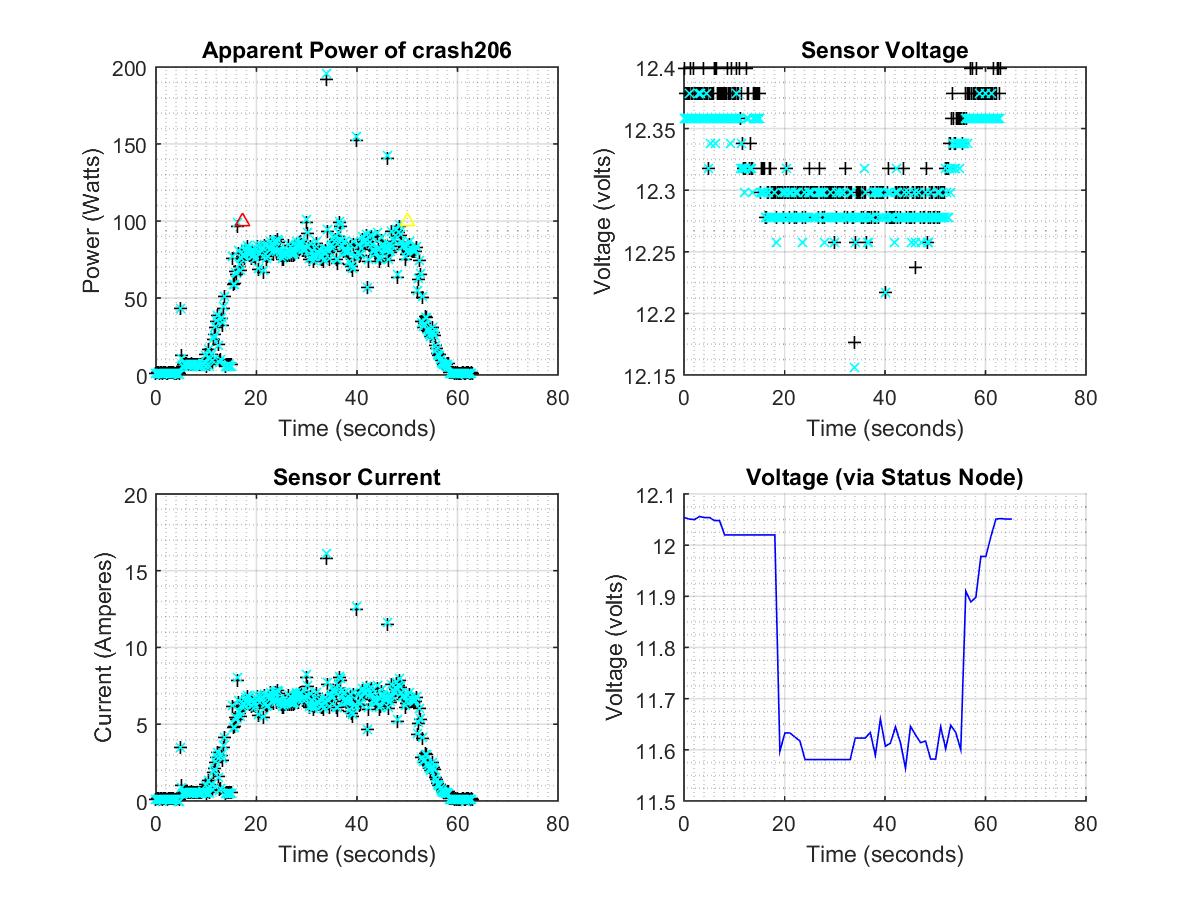 Apparent Power of crash206
200
150
100
50
0
Power (Watts)
0 20 40 60 80
Time (seconds)
Sensor Voltage
12.4
12.35
12.3
12.25
12.2
12.15
Voltage (volts)
0 20 40 60 80
Time (seconds)
Sensor Current
20
15
10
5
0
Current (Amperes)
0 20 40 60 80
Time (seconds)
Voltage (via Status Node)
12.1
12
11.9
11.8
11.7
11.6
11.5
Voltage (volts)
0 20 40 60 80
Time (seconds)